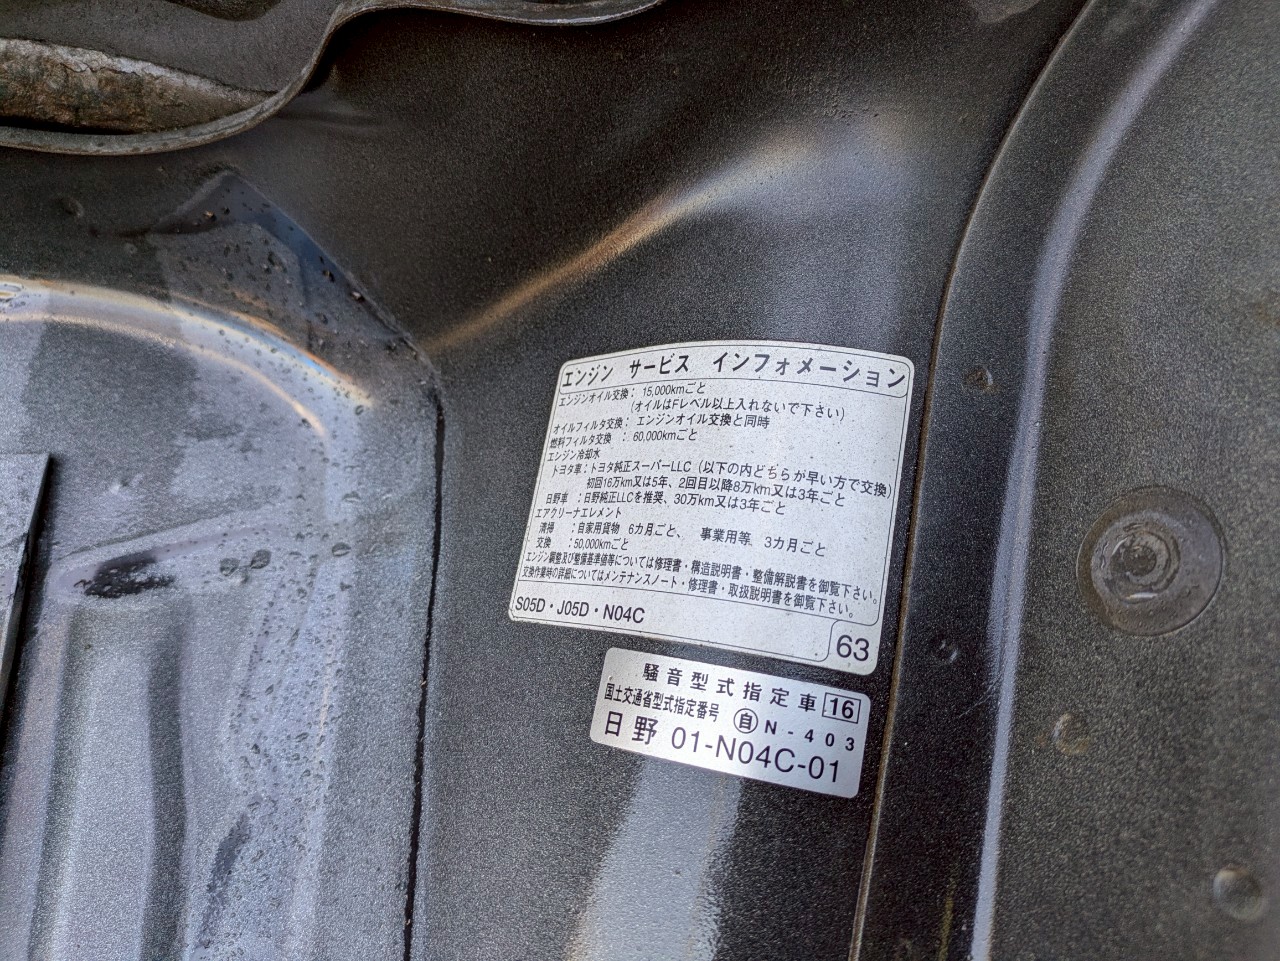 エンジン サービス インフォメーション
エンジンオイル交換： 15,000kmごと
(オイルはFレベル以上入れないで下さい)
オイルフィルタ交換： エンジンオイル交換と同時
燃料フィルタ交換 ： 60,000kmごと
エンジン冷却水
トヨタ車：トヨタ純正スーパーLLC (以下の内どちらが早い方で交換)
初回16万km又は5年、2回目以降8万km又は3年ごと
日野車 ：日野純正LLCを推奨、30万km又は3年ごと
エアクリーナエレメント
清掃 ：自家用貨物 6カ月ごと、 事業用等 3カ月ごと
交換 ：50,000kmごと
エンジン調整及び整備基準値等については修理書・構造説明書・整備解説書を御覧下さい。
交換作業時の詳細についてはメンテナンスノート・修理書・取扱説明書を御覧下さい。
S05D・J05D・N04C
63
騒音型式指定車 16
国土交通省型式指定番号 自 N-403
日野 01-N04C-01